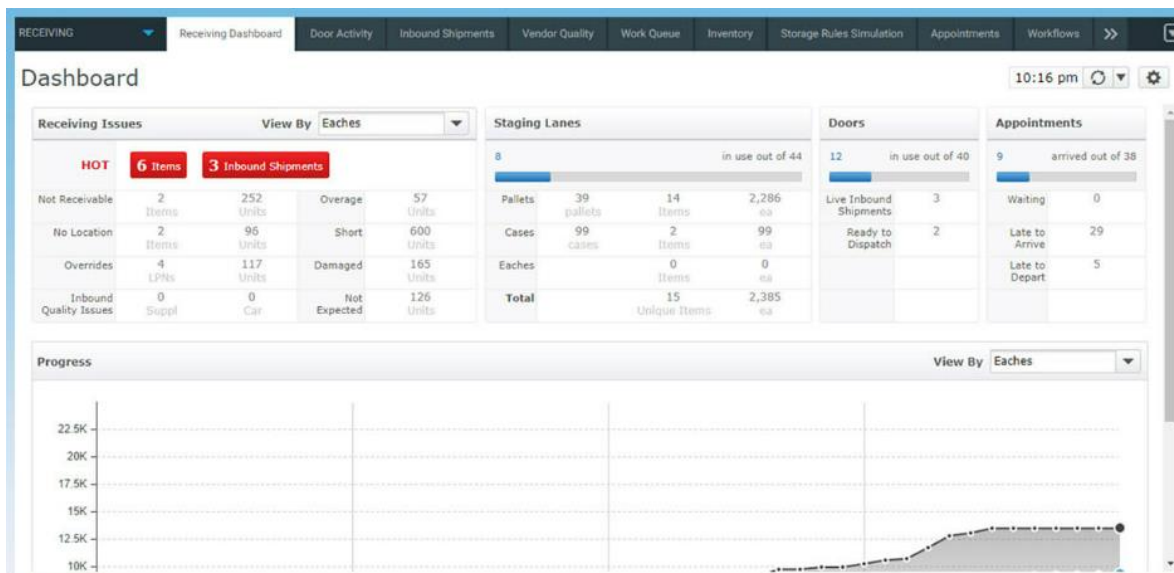 RECEIVING Receiving Dashboard Door Activity Inbound Shipments Vendor Quality Work Queue Inventory Storage Rules Simulation Appointments Workflows
Dashboard 10:16 pm
Receiving Issues View By Eaches
HOT 6 Items 3 Inbound Shipments
Not Receivable 2 Items 252 Units Overage 57 Units
No Location 2 Items 96 Units Short 600 Units
Overrides 4 LPNs 117 Units Damaged 165 Units
Inbound Quality Issues 0 Suppl 0 Car Not Expected 126 Units
Staging Lanes
8 in use out of 44
Pallets 39 pallets 14 Items 2,286 ea
Cases 99 cases 2 Items 99 ea
Eaches 0 Items 0 ea
Total 15 Unique Items 2,385 ea
Doors
12 in use out of 40
Live Inbound Shipments 3
Ready to Dispatch 2
Appointments
9 arrived out of 38
Waiting 0
Late to Arrive 29
Late to Depart 5
Progress View By Eaches
22.5K
20K
17.5K
15K
12.5K
10K